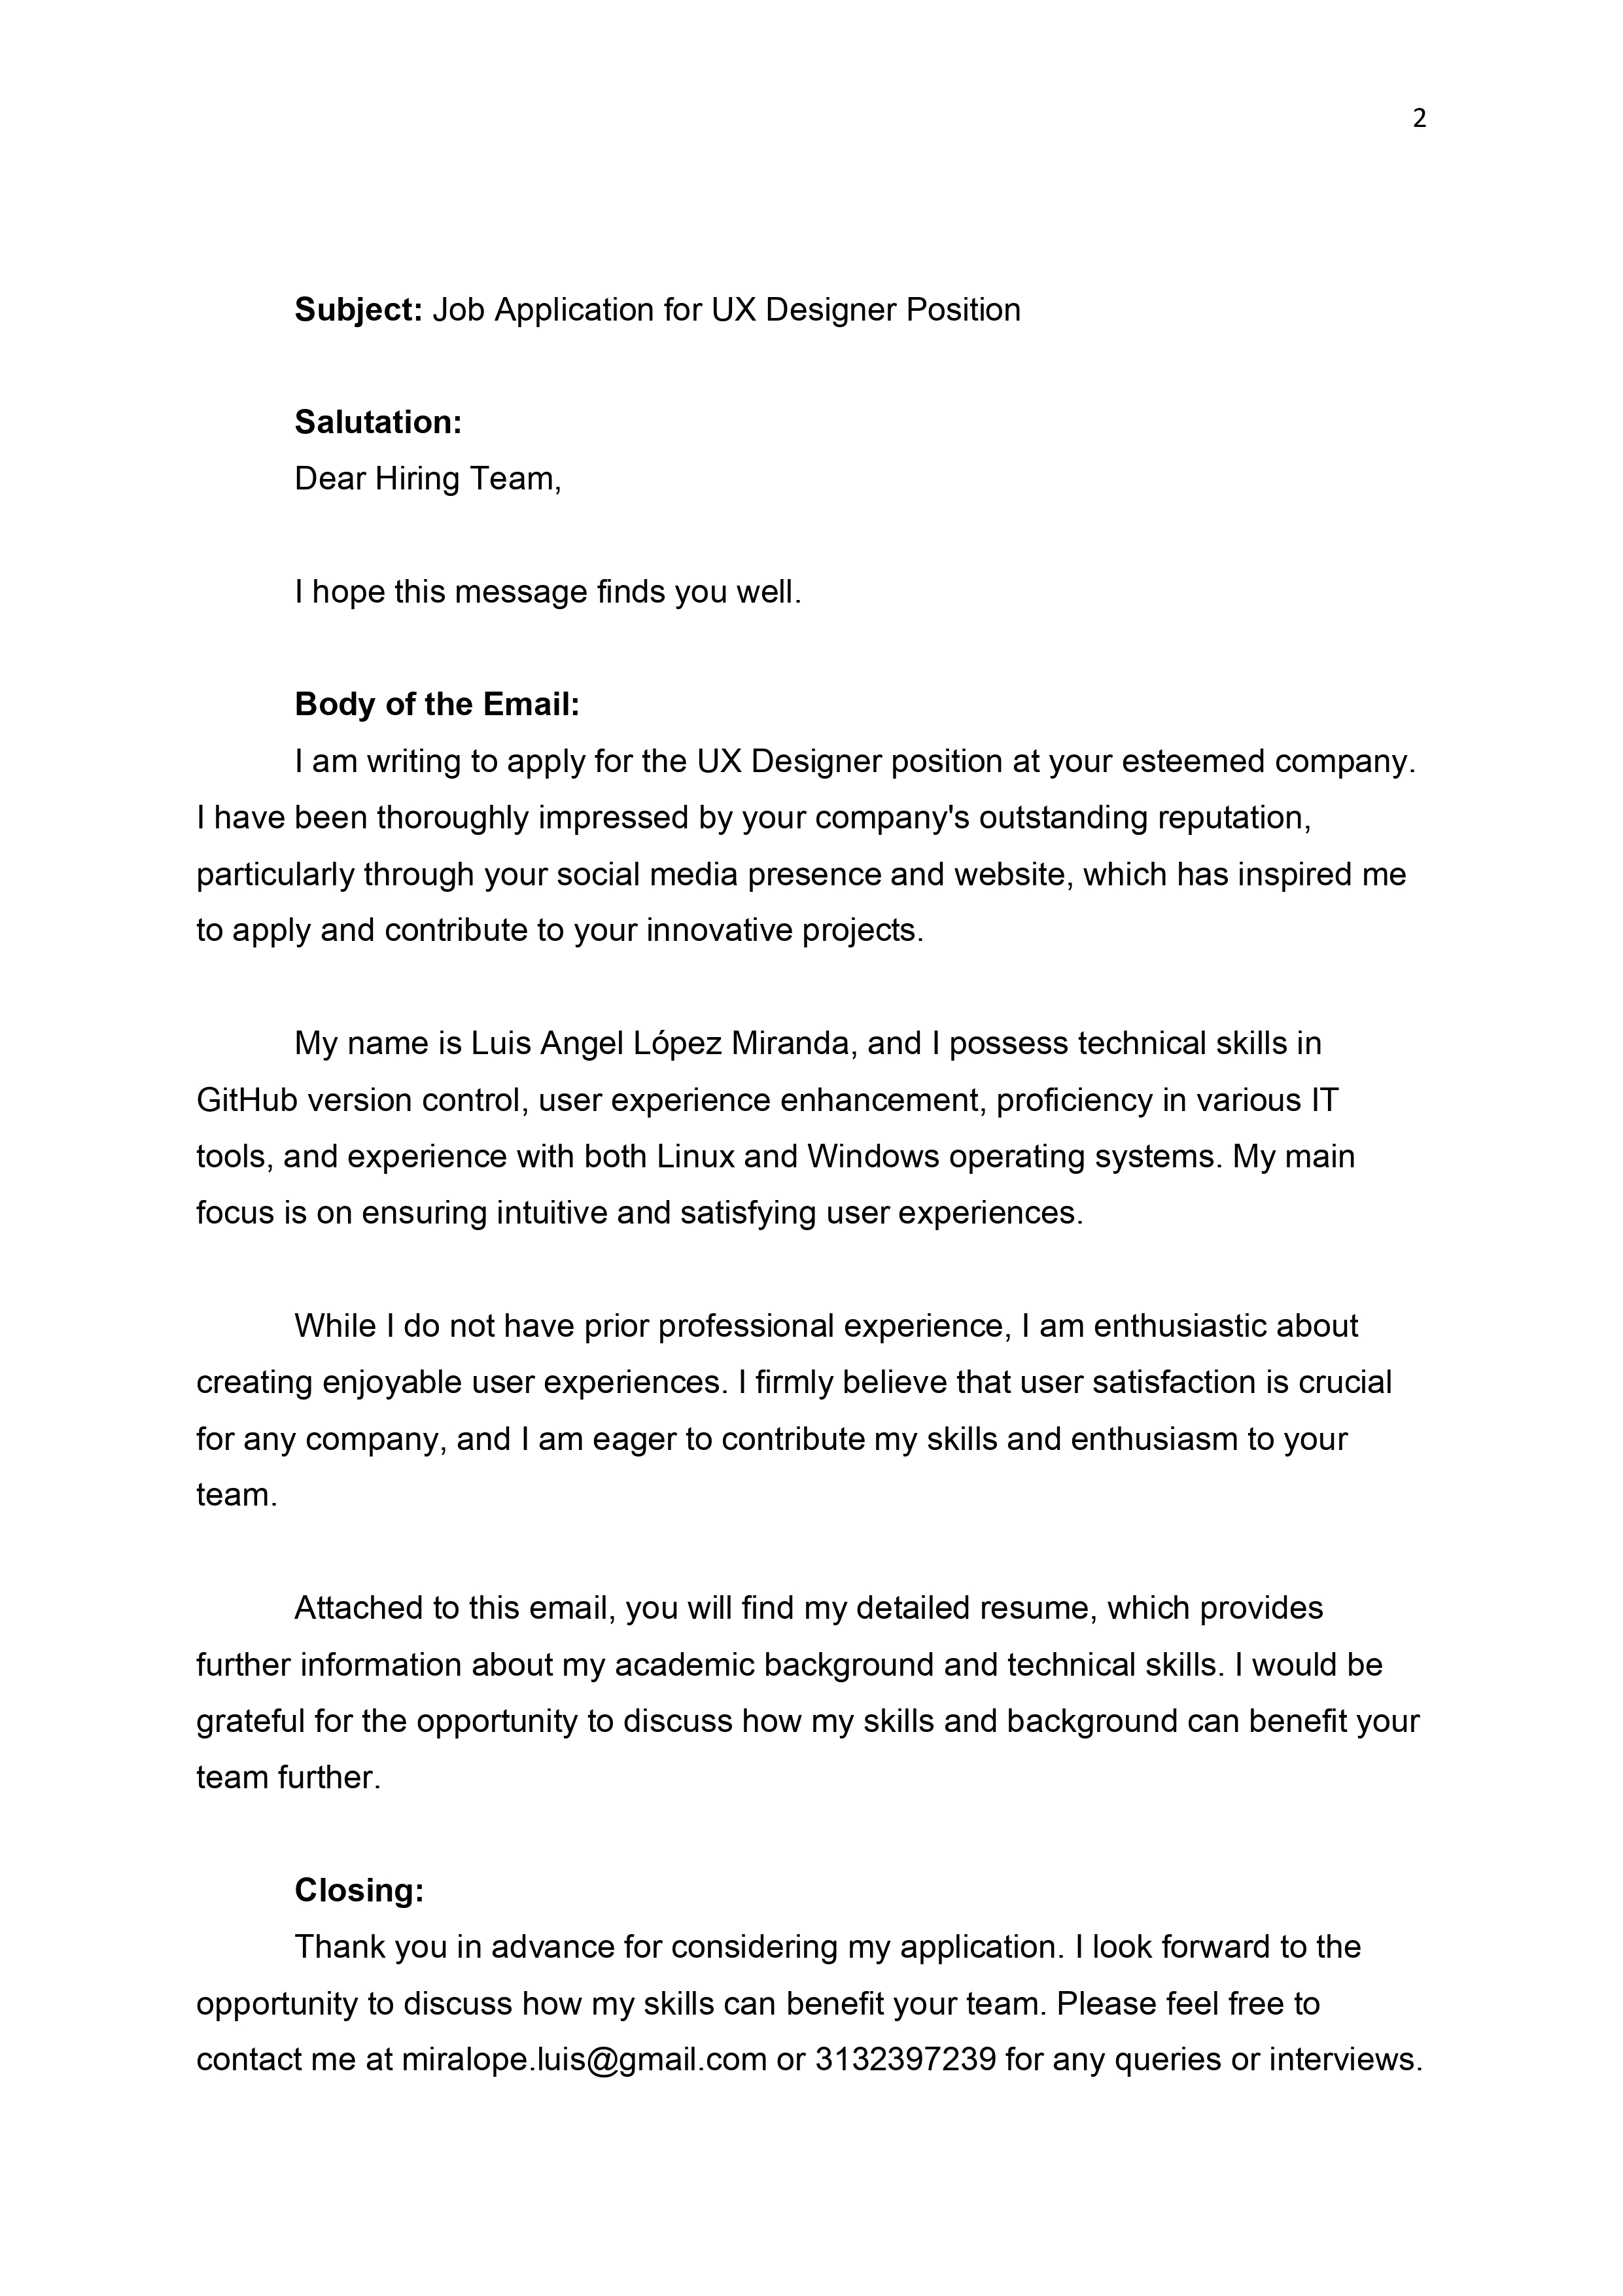 2
Subject: Job Application for UX Designer Position
Salutation:
Dear Hiring Team,
I hope this message finds you well.
Body of the Email:
I am writing to apply for the UX Designer position at your esteemed company.
I have been thoroughly impressed by your company's outstanding reputation,
particularly through your social media presence and website, which has inspired me
to apply and contribute to your innovative projects.
My name is Luis Angel López Miranda, and I possess technical skills in
GitHub version control, user experience enhancement, proficiency in various IT
tools, and experience with both Linux and Windows operating systems. My main
focus is on ensuring intuitive and satisfying user experiences.
While I do not have prior professional experience, I am enthusiastic about
creating enjoyable user experiences. I firmly believe that user satisfaction is crucial
for any company, and I am eager to contribute my skills and enthusiasm to your
team.
Attached to this email, you will find my detailed resume, which provides
further information about my academic background and technical skills. I would be
grateful for the opportunity to discuss how my skills and background can benefit your
team further.
Closing:
Thank you in advance for considering my application. I look forward to the
opportunity to discuss how my skills can benefit your team. Please feel free to
contact me at miralope.luis@gmail.com or 3132397239 for any queries or interviews.